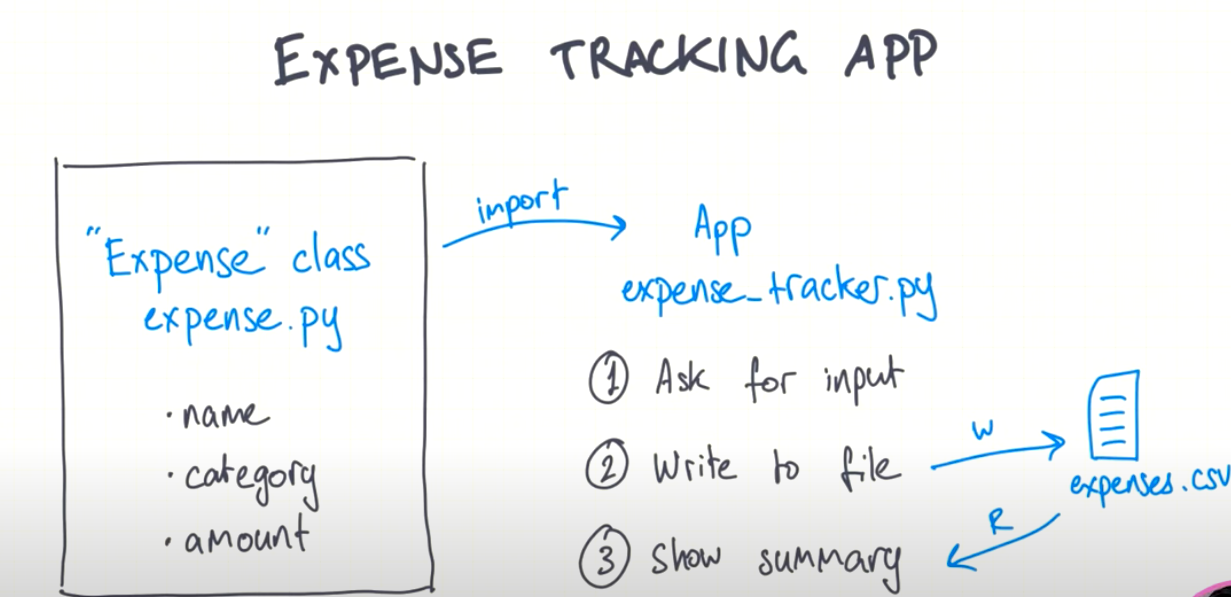 EXPENSE TRACKING APP
"Expense" class
expense.py
· name
· category
· amount
import
App
expense_tracker.py
① Ask for input
② Write to file
③ Show summary
W
expenses.csv
R